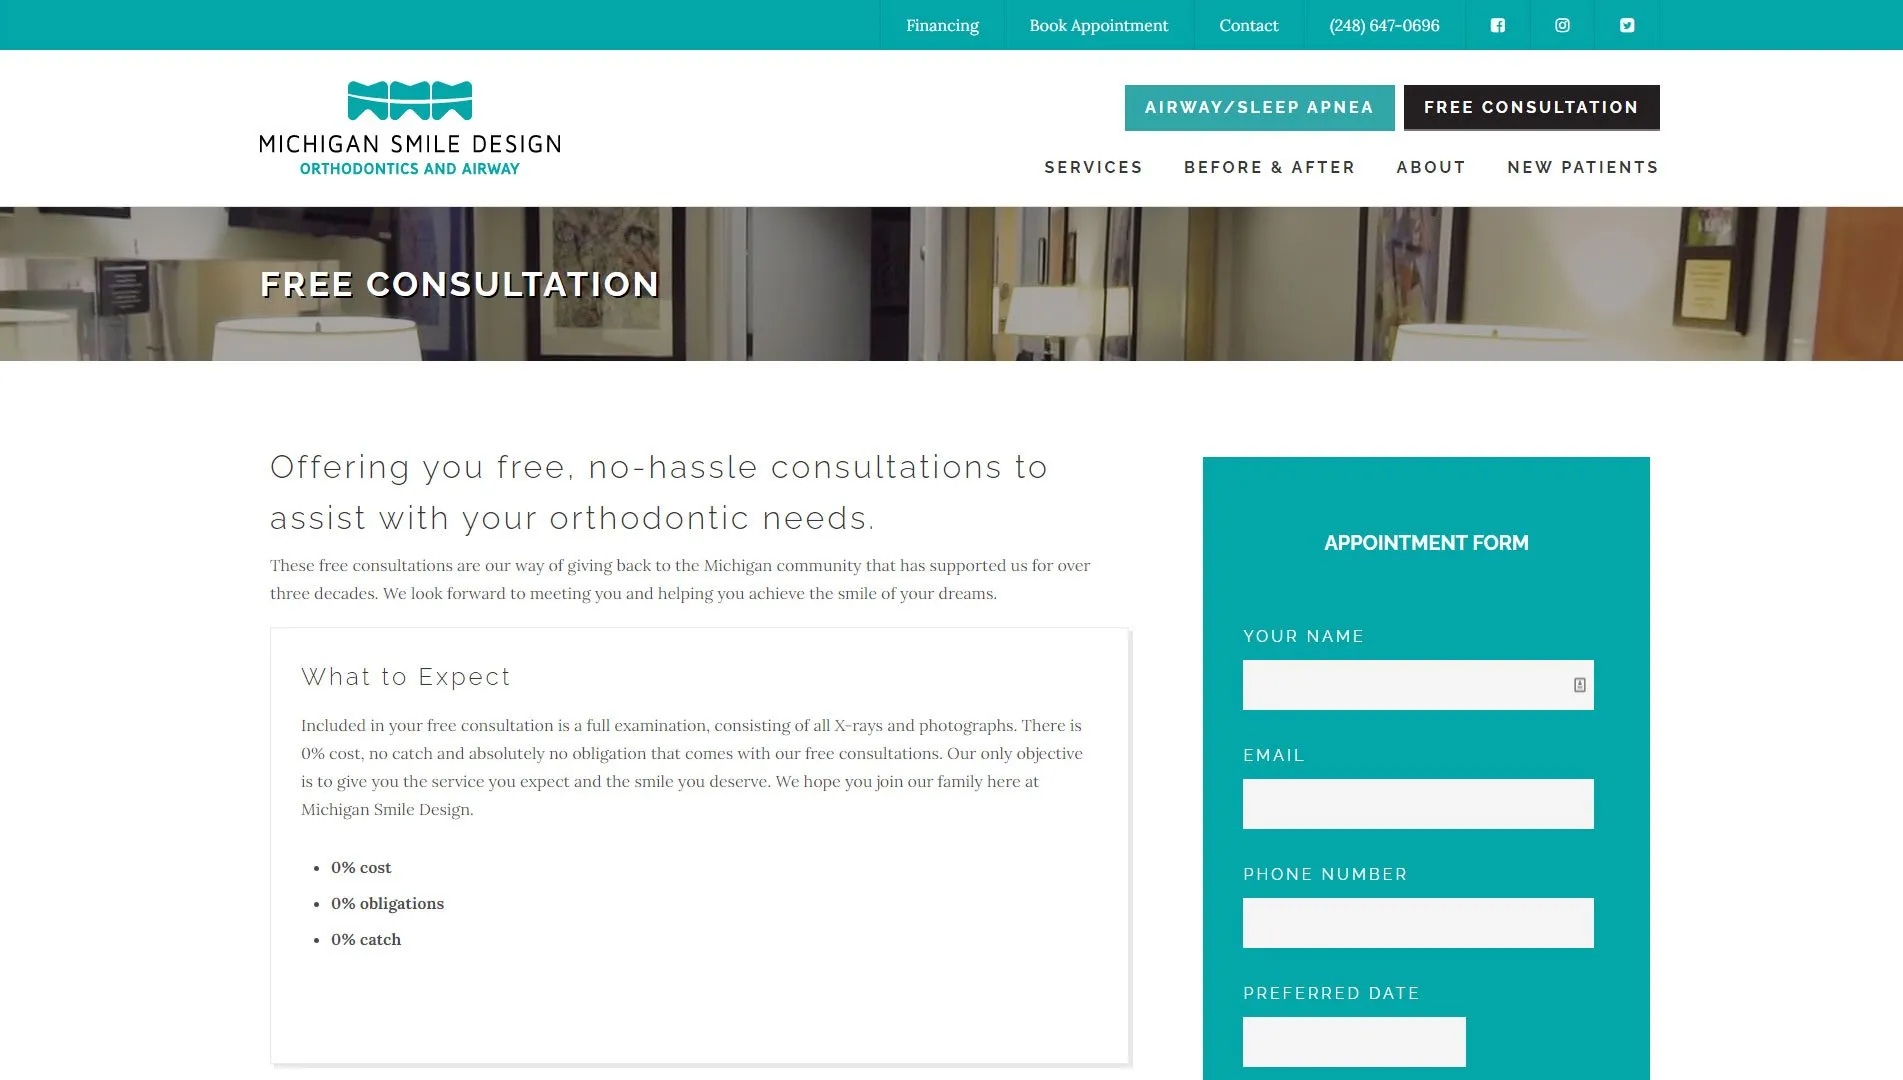 Financing
Book Appointment
Contact
(248) 647-0696
MICHIGAN SMILE DESIGN
ORTHODONTICS AND AIRWAY
AIRWAY/SLEEP APNEA
FREE CONSULTATION
SERVICES
BEFORE & AFTER
ABOUT
NEW PATIENTS
FREE CONSULTATION
Offering you free, no-hassle consultations to
assist with your orthodontic needs.
These free consultations are our way of giving back to the Michigan community that has supported us for over
three decades. We look forward to meeting you and helping you achieve the smile of your dreams.
What to Expect
Included in your free consultation is a full examination, consisting of all X-rays and photographs. There is
0% cost, no catch and absolutely no obligation that comes with our free consultations. Our only objective
is to give you the service you expect and the smile you deserve. We hope you join our family here at
Michigan Smile Design.
• 0% cost
• 0% obligations
• 0% catch
APPOINTMENT FORM
YOUR NAME
EMAIL
PHONE NUMBER
PREFERRED DATE